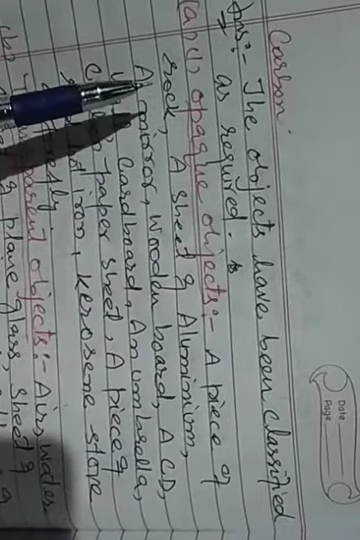 Date
Page
Carbon.
Ans:- The objects have been classified
as required.
(a) (i) opaque objects:- A piece of
rock, A sheet of Aluminium,
A mirror, Wooden board, A CD,
Cardboard, An umbrella,
paper sheet, A piece of
iron, kerosene stove
objects:- Air, Water
plane glass, sheet of